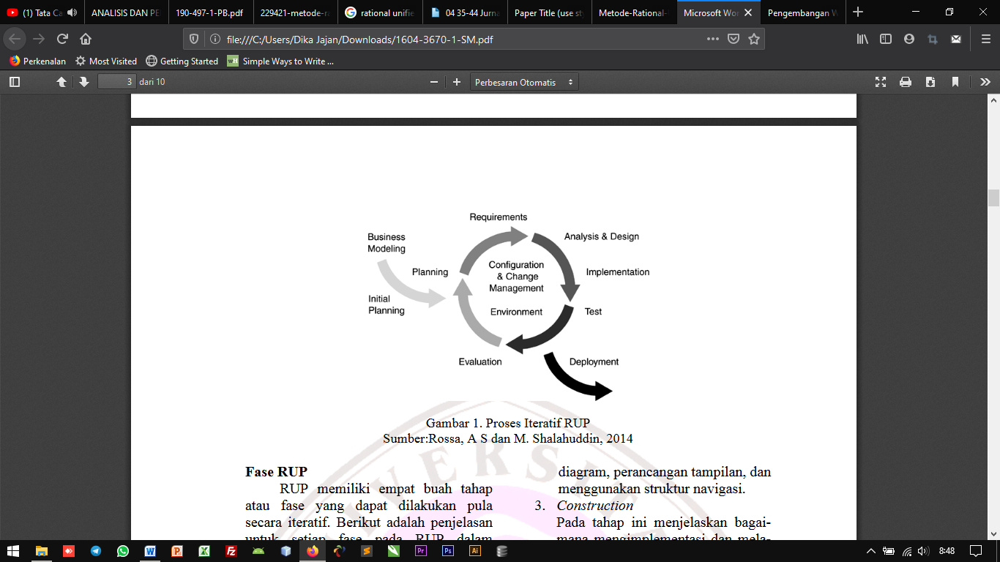 (1) Tata Ca
ANALISIS DAN PE
190-497-1-PB.pdf
229421-metode-ra
rational unifie
04 35-44 Jurna
Paper Title (use st
Metode-Rational-
Microsoft Wor
Pengembangan W
file:///C:/Users/Dika Jajan/Downloads/1604-3670-1-SM.pdf
Perkenalan
Most Visited
Getting Started
Simple Ways to Write ...
3 dari 10
Perbesaran Otomatis
Requirements
Business
Modeling
Analysis & Design
Planning
Configuration
& Change
Management
Implementation
Initial
Planning
Environment
Test
Evaluation
Deployment
Gambar 1. Proses Iteratif RUP
Sumber:Rossa, A S dan M. Shalahuddin, 2014
Fase RUP
RUP memiliki empat buah tahap
atau fase yang dapat dilakukan pula
secara iteratif. Berikut adalah penjelasan
untuk setiap fase pada RUP dalam
diagram, perancangan tampilan, dan
menggunakan struktur navigasi.
3. Construction
Pada tahap ini menjelaskan bagai-
mana mengimplementasi dan mela-
VERSIT
8:48